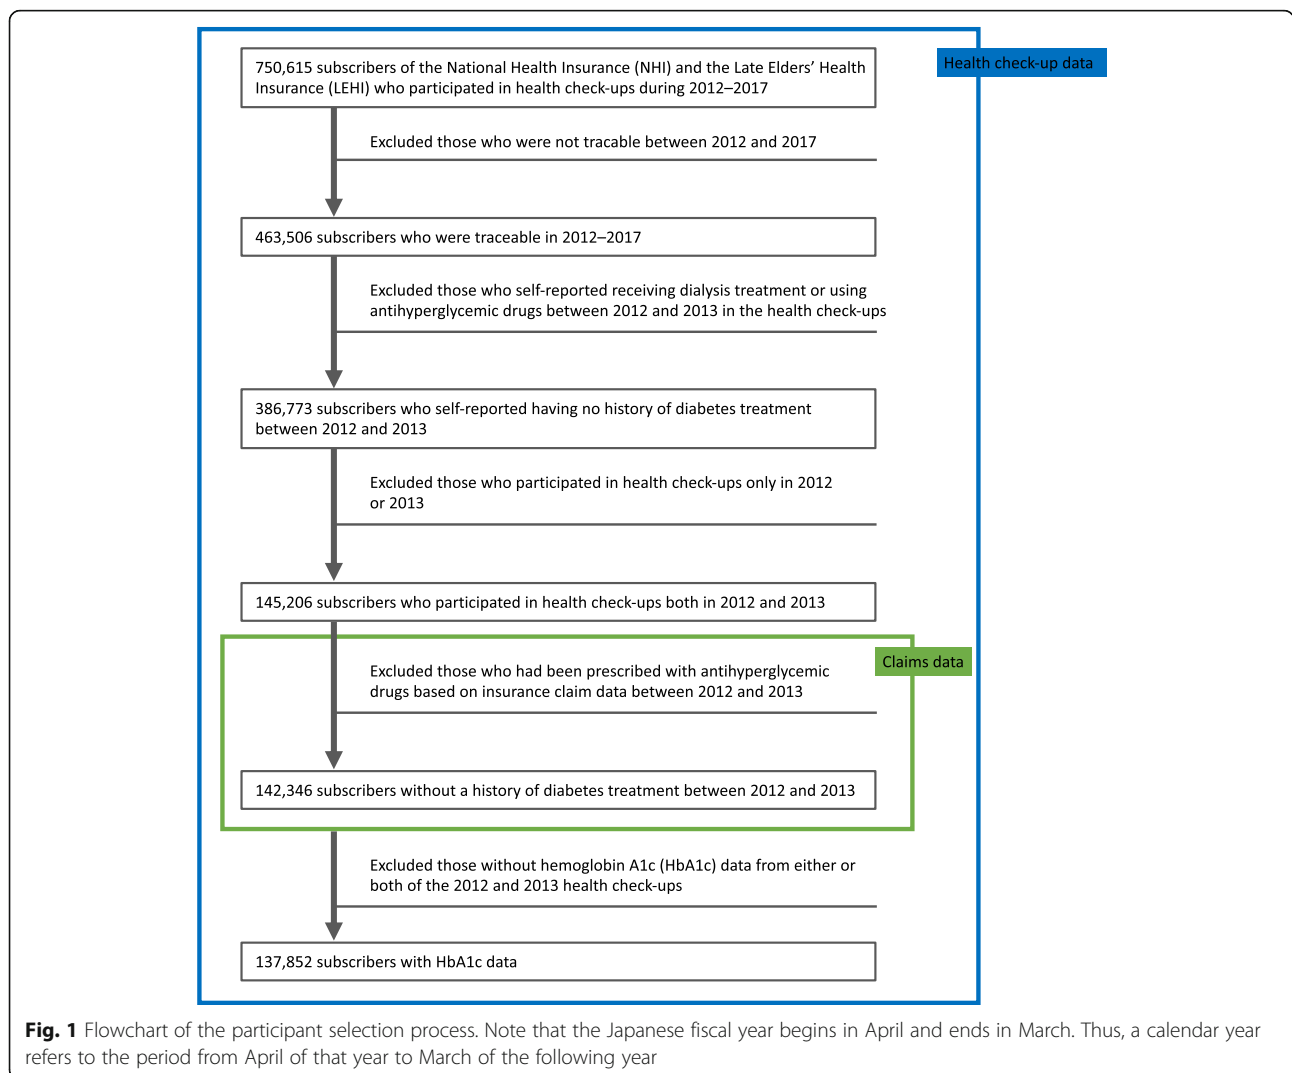 Health check-up data
750,615 subscribers of the National Health Insurance (NHI) and the Late Elders’ Health
Insurance (LEHI) who participated in health check-ups during 2012–2017
Excluded those who were not tracable between 2012 and 2017
463,506 subscribers who were traceable in 2012–2017
Excluded those who self-reported receiving dialysis treatment or using
antihyperglycemic drugs between 2012 and 2013 in the health check-ups
386,773 subscribers who self-reported having no history of diabetes treatment
between 2012 and 2013
Excluded those who participated in health check-ups only in 2012
or 2013
145,206 subscribers who participated in health check-ups both in 2012 and 2013
Claims data
Excluded those who had been prescribed with antihyperglycemic
drugs based on insurance claim data between 2012 and 2013
142,346 subscribers without a history of diabetes treatment between 2012 and 2013
Excluded those without hemoglobin A1c (HbA1c) data from either or
both of the 2012 and 2013 health check-ups
137,852 subscribers with HbA1c data
Fig. 1 Flowchart of the participant selection process. Note that the Japanese fiscal year begins in April and ends in March. Thus, a calendar year
refers to the period from April of that year to March of the following year